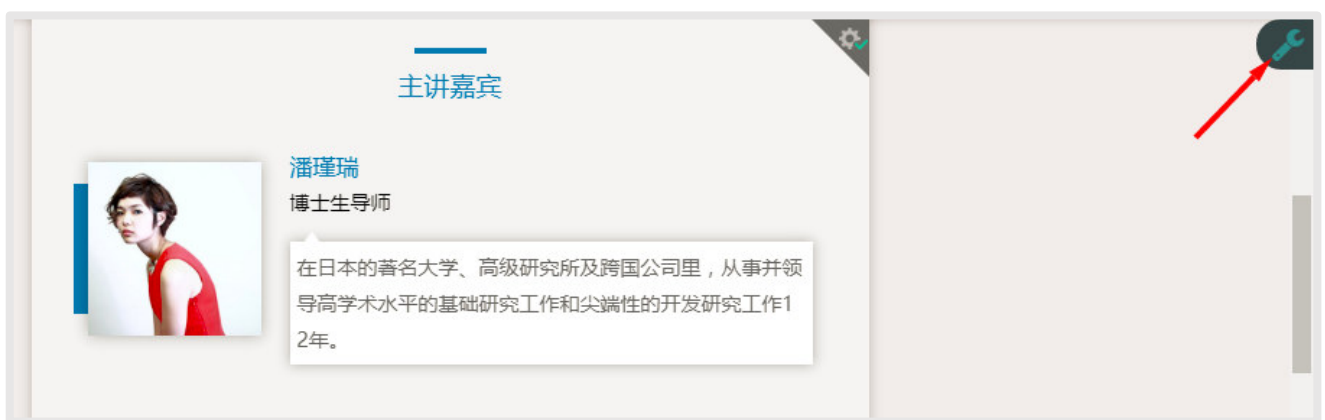 主讲嘉宾
潘瑾瑞
博士生导师
在日本的著名大学、高级研究所及跨国公司里，从事并领
导高学术水平的基础研究工作和尖端性的开发研究工作1
2年。